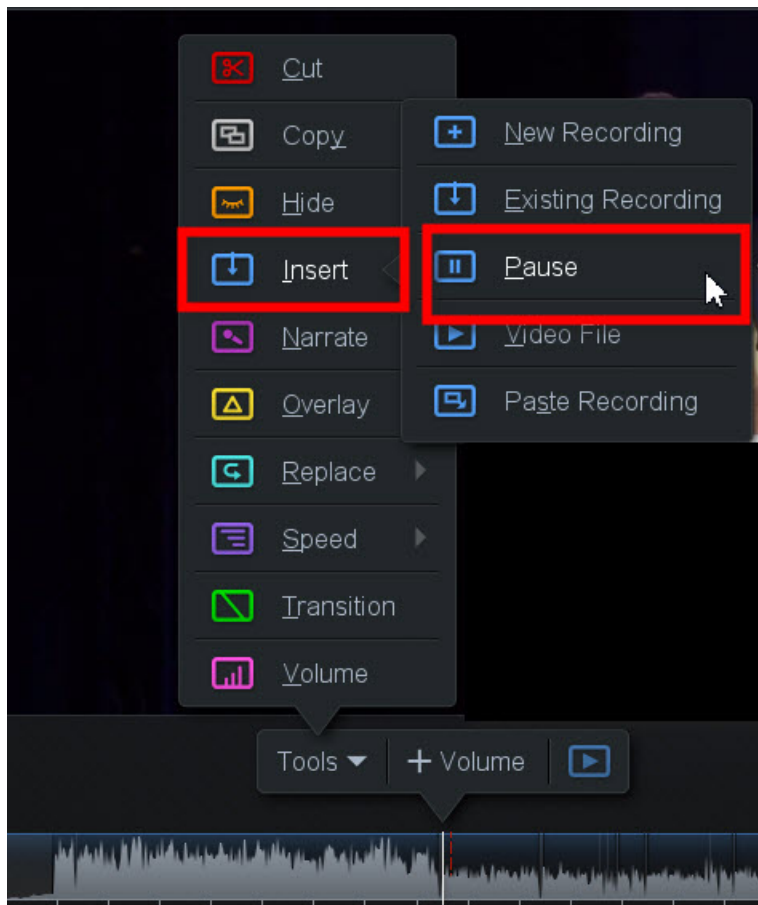 Cut
Copy
Hide
Insert
Narrate
Overlay
Replace
Speed
Transition
Volume
New Recording
Existing Recording
Pause
Video File
Paste Recording
Tools
+ Volume